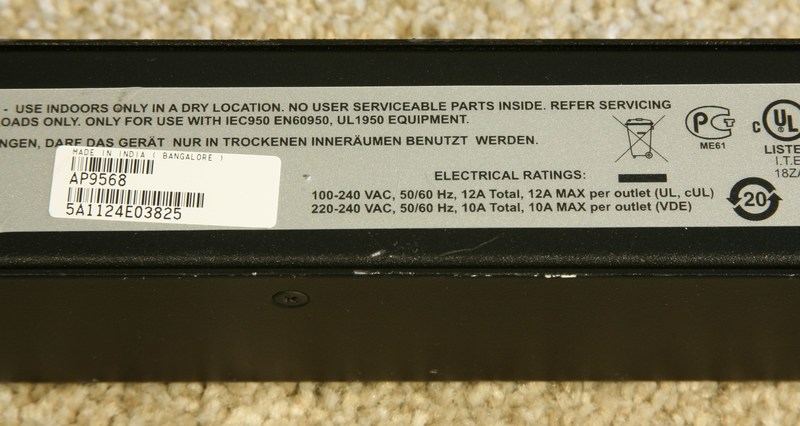 - USE INDOORS ONLY IN A DRY LOCATION. NO USER SERVICEABLE PARTS INSIDE. REFER SERVICING
OADS ONLY. ONLY FOR USE WITH IEC950 EN60950, UL1950 EQUIPMENT.
NGEN, DARF DAS GERÄT NUR IN TROCKENEN INNERÄUMEN BENUTZT WERDEN.
MADE IN INDIA ( BANGALORE )
AP9568
5A1124E03825
ELECTRICAL RATINGS:
100-240 VAC, 50/60 Hz, 12A Total, 12A MAX per outlet (UL, cUL)
220-240 VAC, 50/60 Hz, 10A Total, 10A MAX per outlet (VDE)
PCT
ME61
C UL
LISTE
I.T.E
18ZA
20